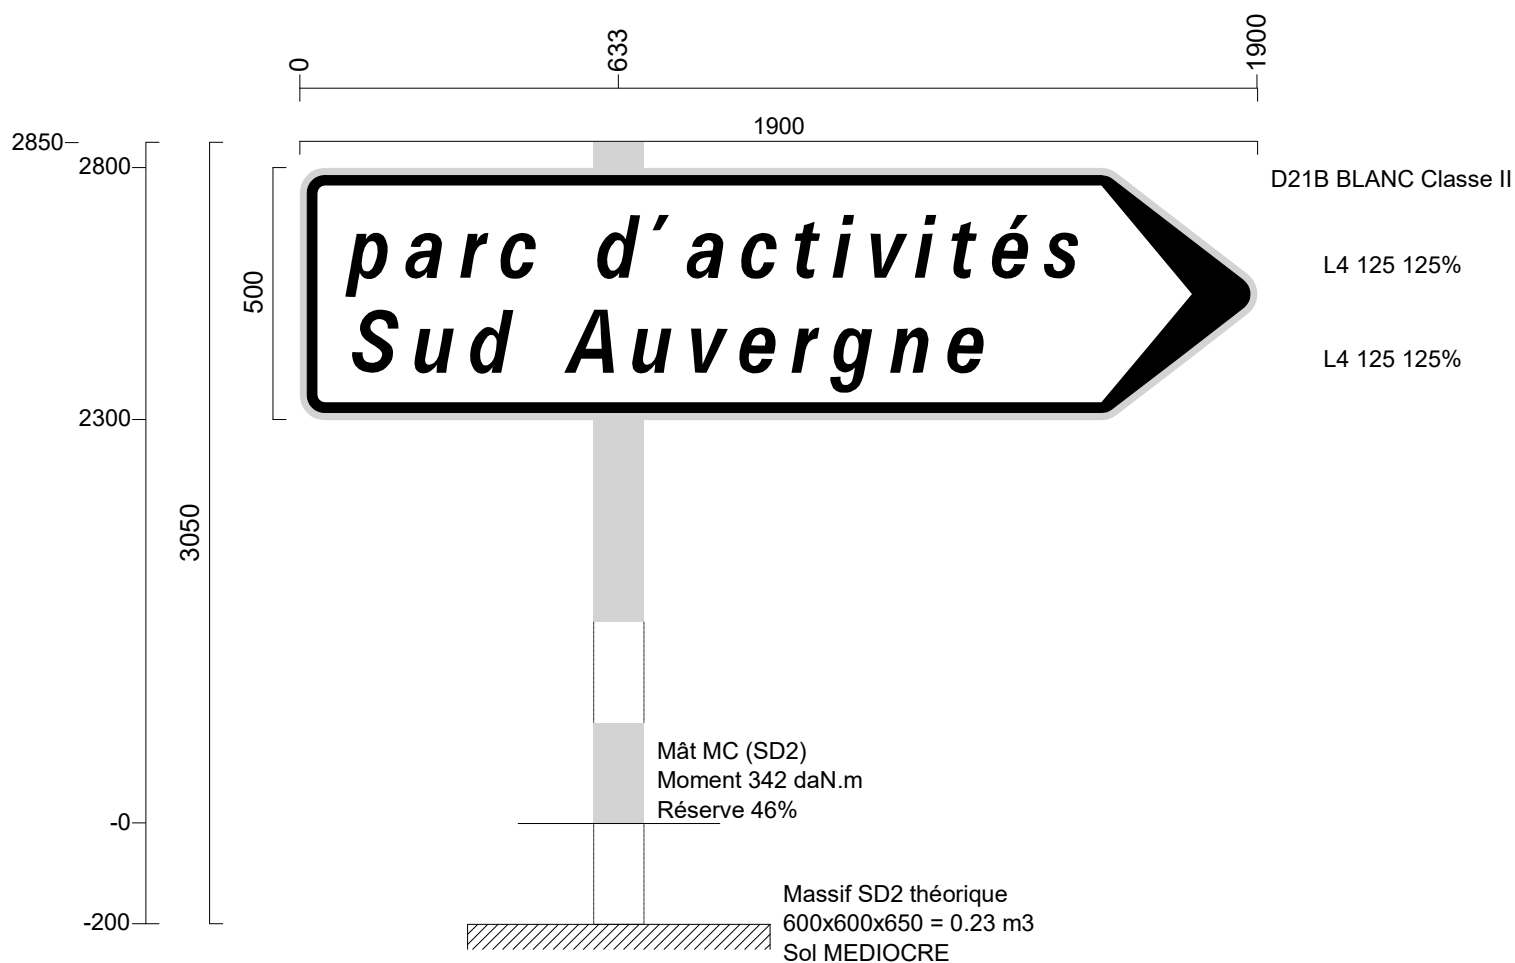 0
633
1900
1900
2850
2800
D21B BLANC Classe II
parc d'activités
L4 125 125%
500
Sud Auvergne
L4 125 125%
2300
3050
Mât MC (SD2)
Moment 342 daN.m
Réserve 46%
-0
Massif SD2 théorique
600x600x650 = 0.23 m3
Sol MEDIOCRE
-200